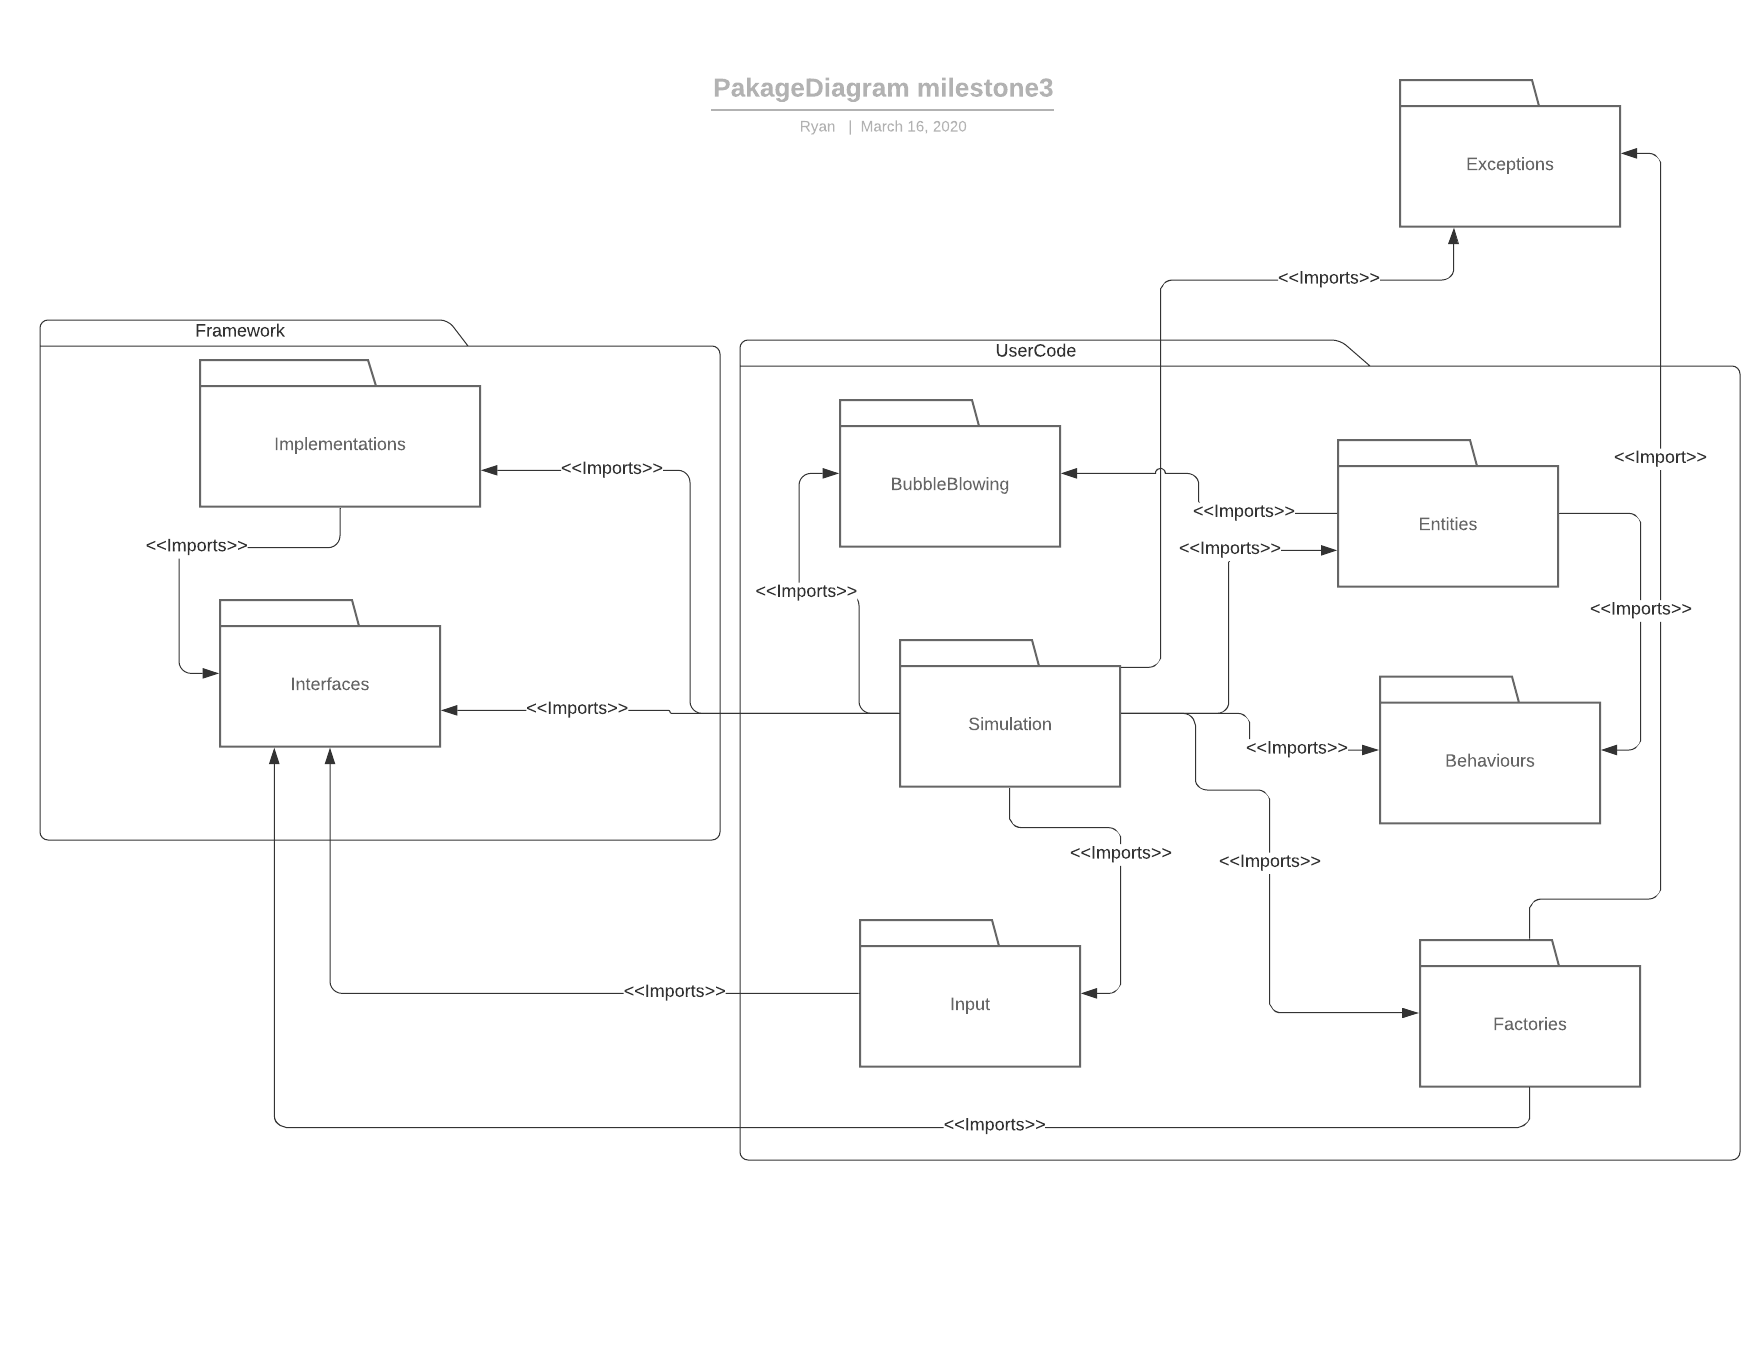 PakageDiagram milestone3
Ryan | March 16, 2020
Exceptions
<<Imports>>
Framework
UserCode
Implementations
<<Imports>>
BubbleBlowing
<<Imports>>
Entities
<<Import>>
<<Imports>>
<<Imports>>
<<Imports>>
<<Imports>>
Interfaces
<<Imports>>
Simulation
<<Imports>>
Behaviours
<<Imports>>
<<Imports>>
<<Imports>>
Input
Factories
<<Imports>>
<<Imports>>